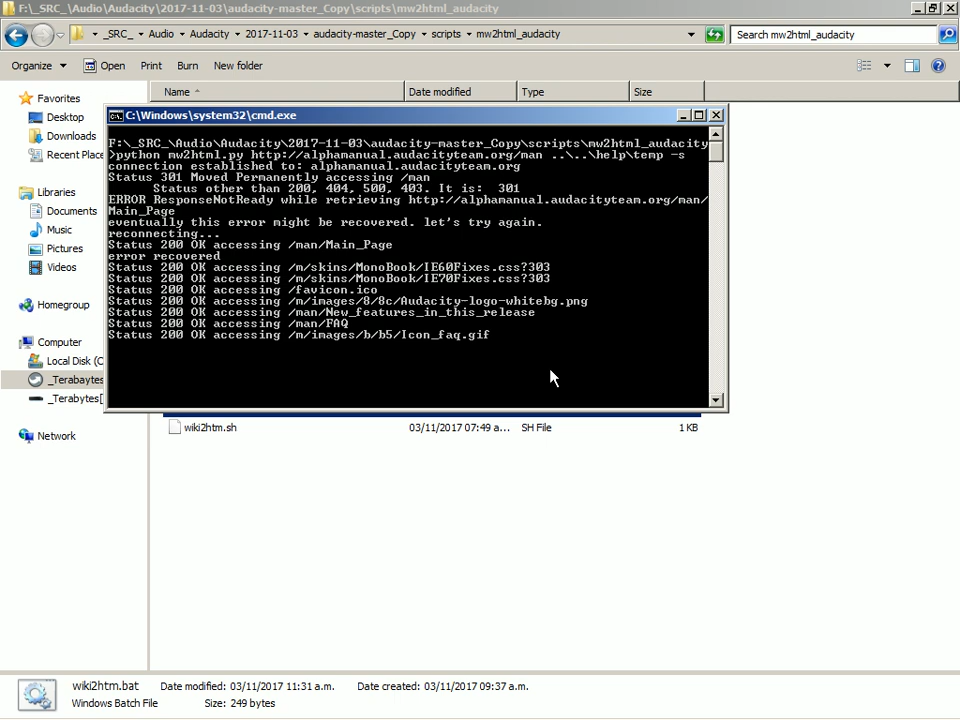 F:\_SRC_\Audio\Audacity\2017-11-03\audacity-master_Copy\scripts\mw2html_audacity
_SRC_ Audio Audacity 2017-11-03 audacity-master_Copy scripts mw2html_audacity
Search mw2html_audacity
Organize Open Print Burn New folder
Name Date modified Type Size
Favorites
Desktop
Downloads
Recent Place
Libraries
Documents
Music
Pictures
Videos
Homegroup
Computer
Local Disk (C
_Terabaytes
_Terabytes[
Network
C:\Windows\system32\cmd.exe
F:\_SRC_\Audio\Audacity\2017-11-03\audacity-master_Copy\scripts\mw2html_audacity
>python mw2html.py http://alphamanual.audacityteam.org/man ..\..\help\temp -s
connection established to: alphamanual.audacityteam.org
Status 301 Moved Permanently accessing /man
Status other than 200, 404, 500, 403. It is: 301
ERROR ResponseNotReady while retrieving http://alphamanual.audacityteam.org/man/
Main_Page
eventually this error might be recovered. let's try again.
reconnecting...
Status 200 OK accessing /man/Main_Page
error recovered
Status 200 OK accessing /m/skins/MonoBook/IE60Fixes.css?303
Status 200 OK accessing /m/skins/MonoBook/IE70Fixes.css?303
Status 200 OK accessing /favicon.ico
Status 200 OK accessing /m/images/8/8c/Audacity-logo-whitebg.png
Status 200 OK accessing /man/New_features_in_this_release
Status 200 OK accessing /man/FAQ
Status 200 OK accessing /m/images/b/b5/Icon_faq.gif
wiki2htm.sh 03/11/2017 07:49 a... SH File 1 KB
wiki2htm.bat Date modified: 03/11/2017 11:31 a.m. Date created: 03/11/2017 09:37 a.m.
Windows Batch File Size: 249 bytes